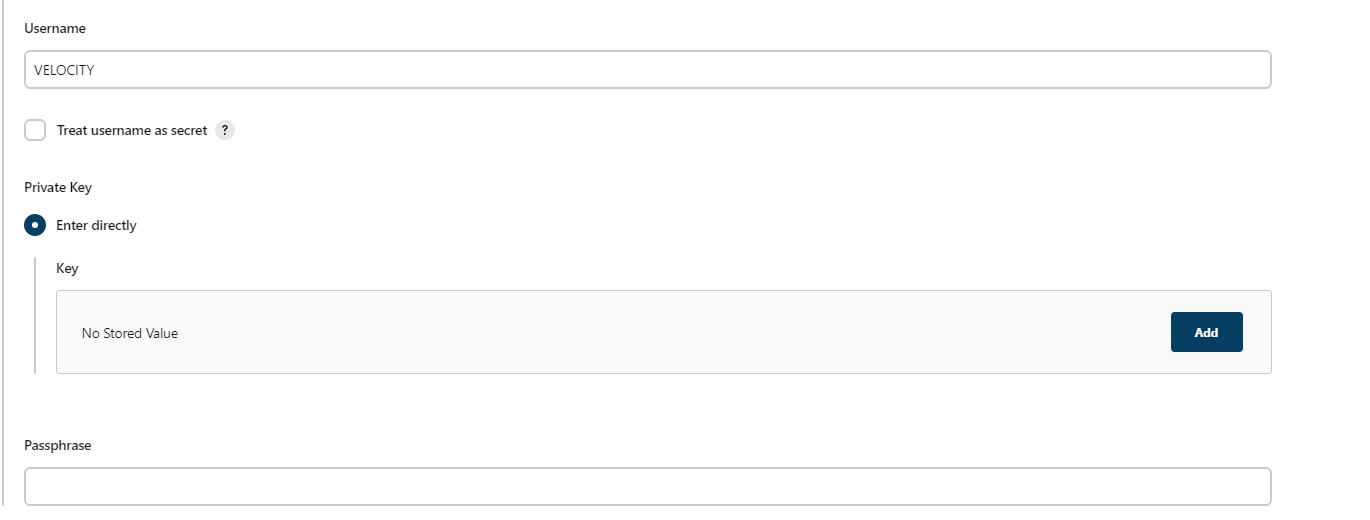 Username
VELOCITY
Treat username as secret ?
Private Key
Enter directly
Key
No Stored Value
Add
Passphrase